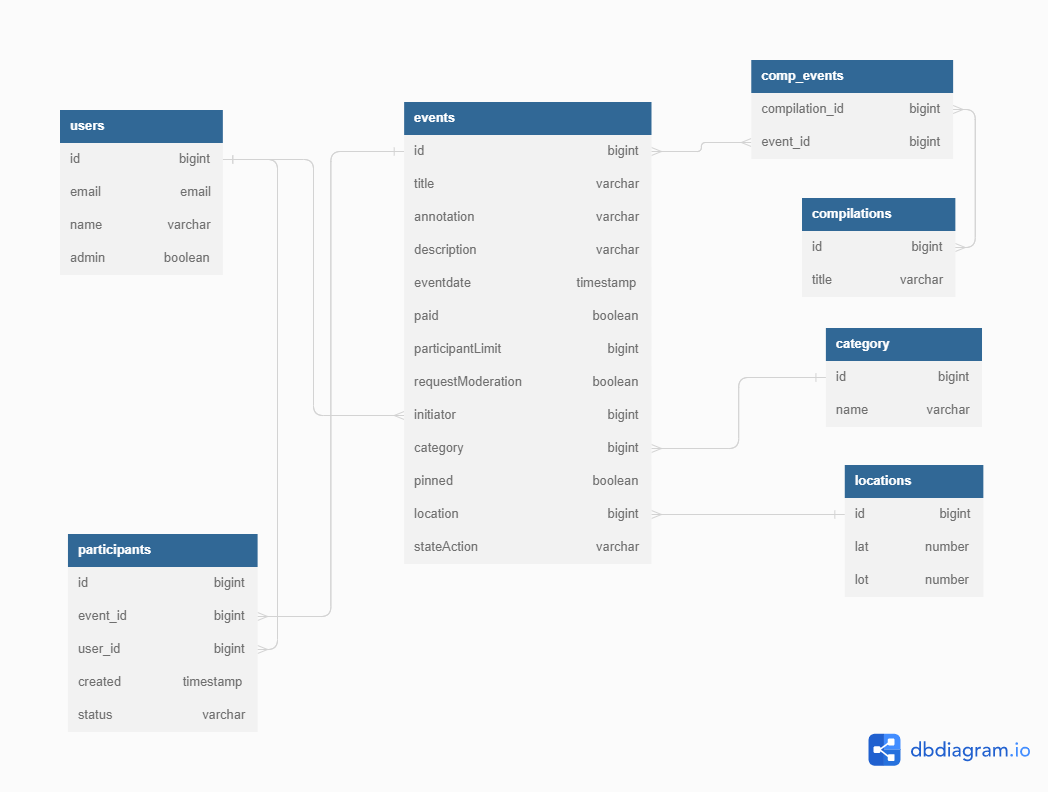 users
id bigint
email email
name varchar
admin boolean
events
id bigint
title varchar
annotation varchar
description varchar
eventdate timestamp
paid boolean
participantLimit bigint
requestModeration boolean
initiator bigint
category bigint
pinned boolean
location bigint
stateAction varchar
comp_events
compilation_id bigint
event_id bigint
compilations
id bigint
title varchar
category
id bigint
name varchar
locations
id bigint
lat number
lot number
participants
id bigint
event_id bigint
user_id bigint
created timestamp
status varchar
dbdiagram.io